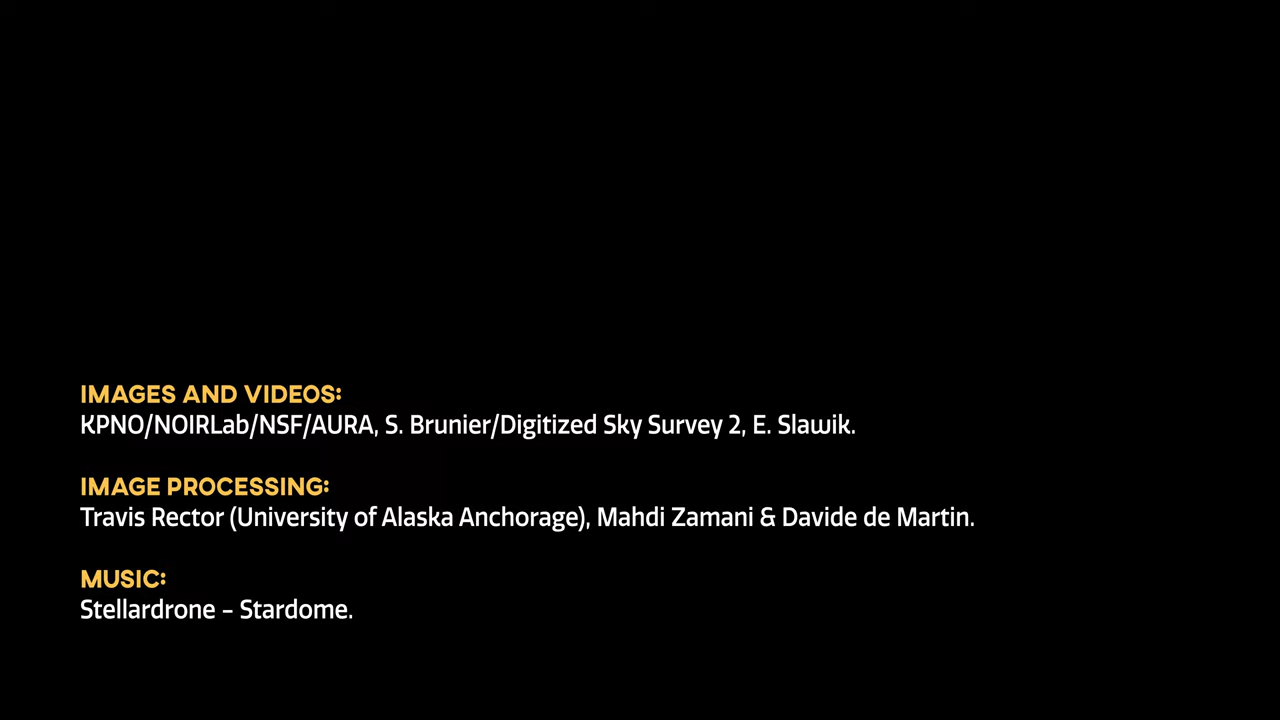 IMAGES AND VIDEOS:
KPNO/NOIRLab/NSF/AURA, S. Brunier/Digitized Sky Survey 2, E. Slawik.
IMAGE PROCESSING:
Travis Rector (University of Alaska Anchorage), Mahdi Zamani & Davide de Martin.
MUSIC:
Stellardrone – Stardome.